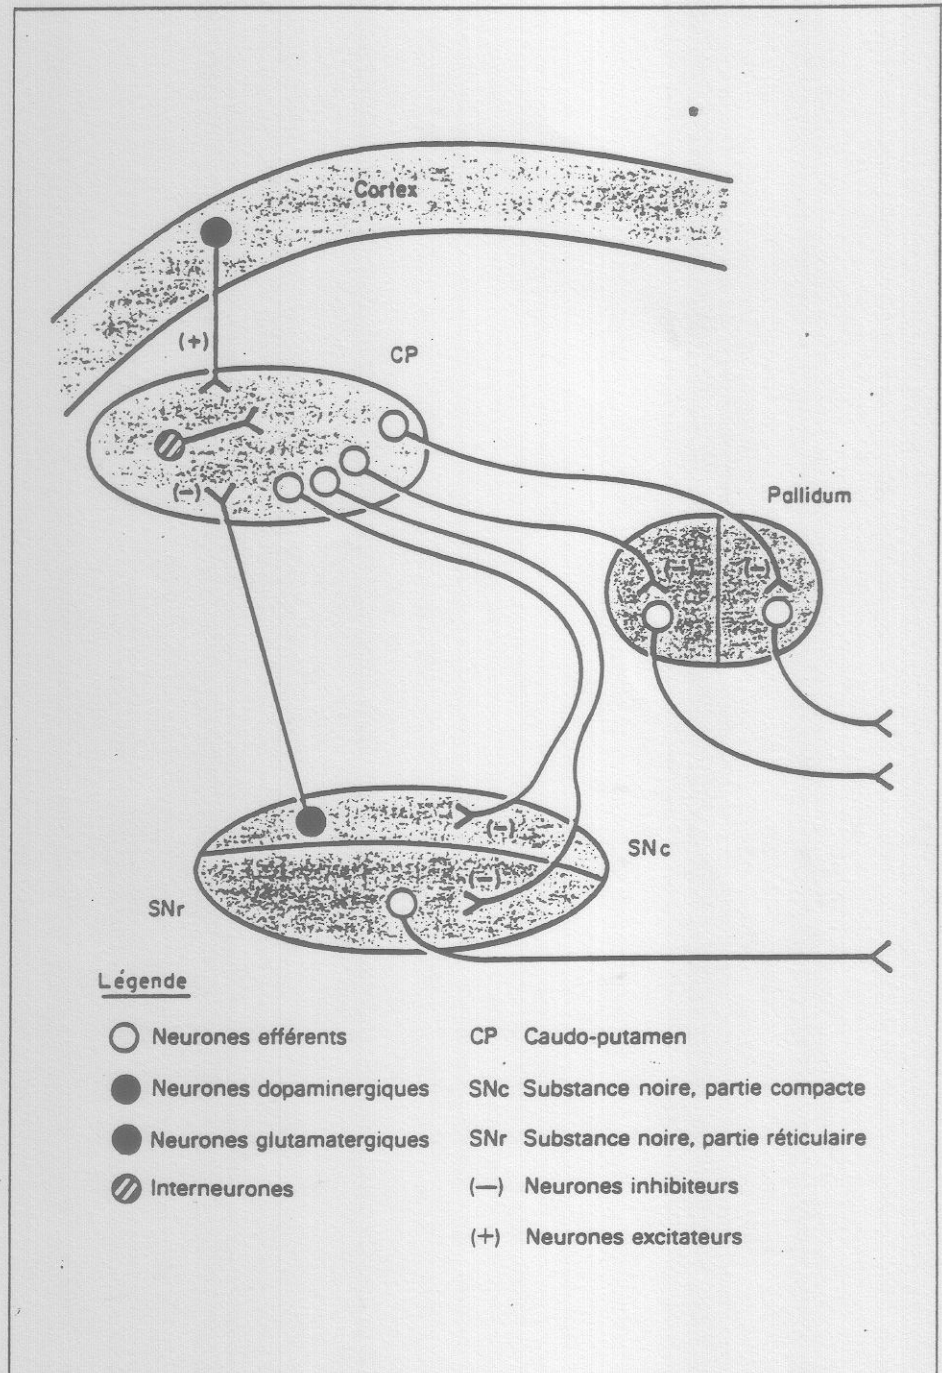 Cortex
(+)
CP
(-)
Pallidum
(-) (-)
(-)
SNc
(-)
SNr
Légende
Neurones efférents
CP Caudo-putamen
Neurones dopaminergiques
SNc Substance noire, partie compacte
Neurones glutamatergiques
SNr Substance noire, partie réticulaire
Interneurones
(—) Neurones inhibiteurs
(+) Neurones excitateurs